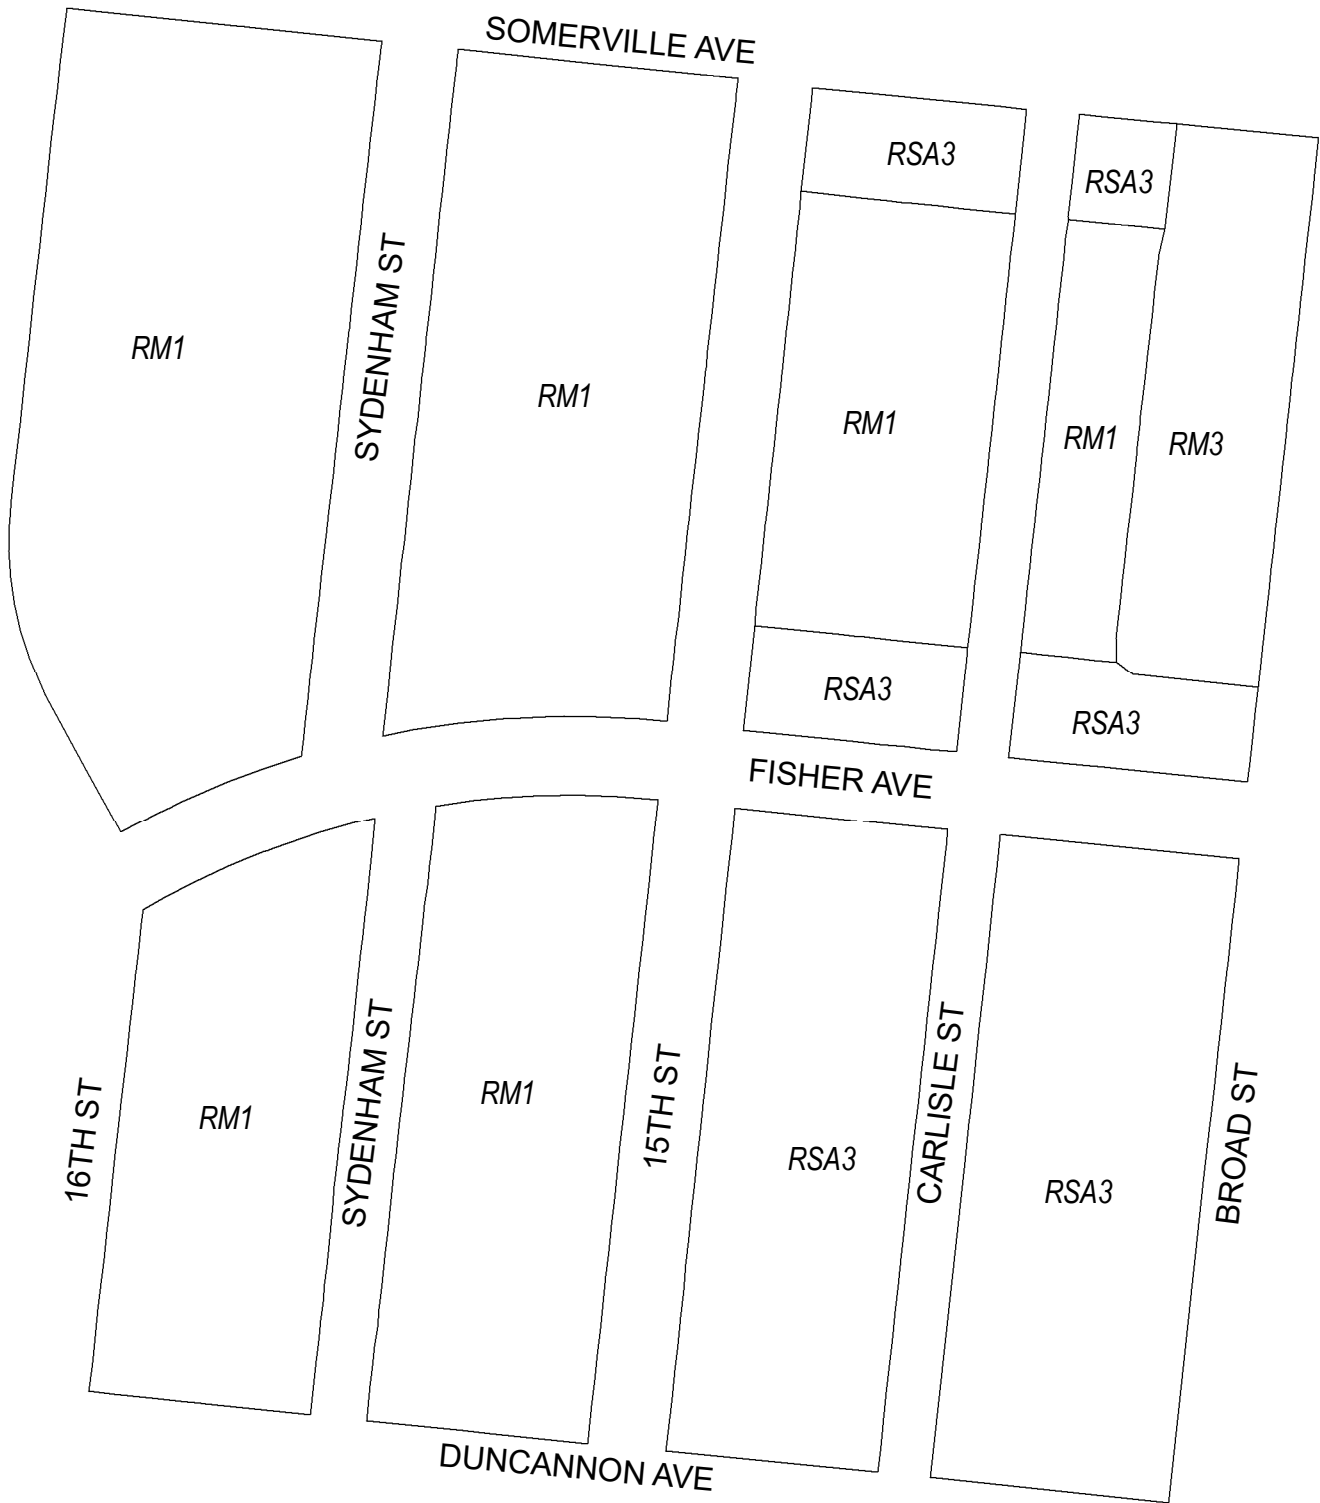 SOMERVILLE AVE
RSA3
RSA3
SYDENHAM ST
RM1
RM1
RM1
RM1
RM3
RSA3
RSA3
FISHER AVE
16TH ST
RM1
SYDENHAM ST
RM1
15TH ST
RSA3
CARLISLE ST
RSA3
BROAD ST
DUNCANNON AVE